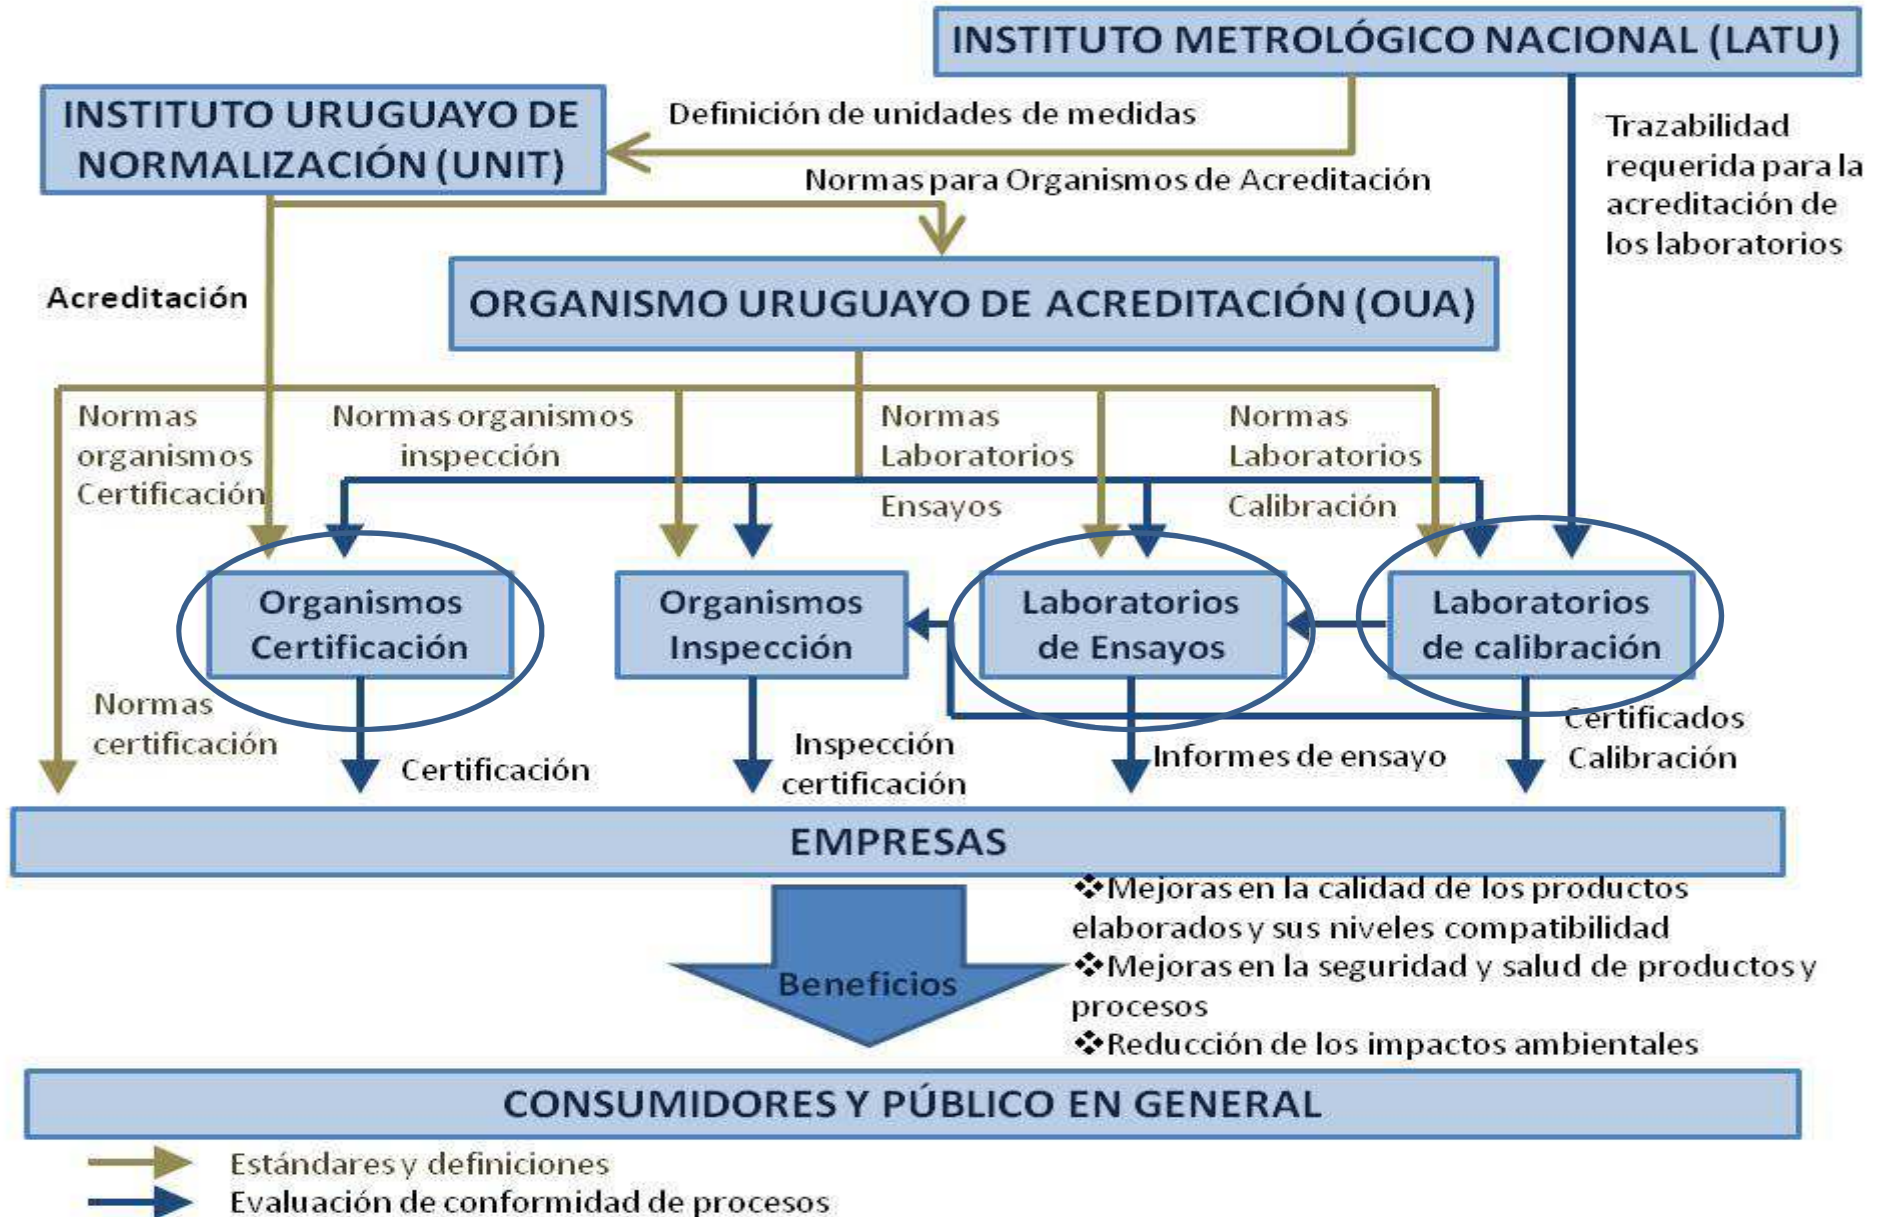 INSTITUTO METROLÓGICO NACIONAL (LATU)
INSTITUTO URUGUAYO DE
NORMALIZACIÓN (UNIT)
Definición de unidades de medidas
Trazabilidad
requerida para la
acreditación de
los laboratorios
Normas para Organismos de Acreditación
Acreditación
ORGANISMO URUGUAYO DE ACREDITACIÓN (OUA)
Normas
organismos
Certificación
Normas organismos
inspección
Normas
Laboratorios
Ensayos
Normas
Laboratorios
Calibración
Organismos
Certificación
Organismos
Inspección
Laboratorios
de Ensayos
Laboratorios
de calibración
Normas
certificación
Certificación
Inspección
certificación
Informes de ensayo
Certificados
Calibración
EMPRESAS
Beneficios
❖Mejoras en la calidad de los productos
elaborados y sus niveles compatibilidad
❖Mejoras en la seguridad y salud de productos y
procesos
❖Reducción de los impactos ambientales
CONSUMIDORES Y PÚBLICO EN GENERAL
Estándares y definiciones
Evaluación de conformidad de procesos